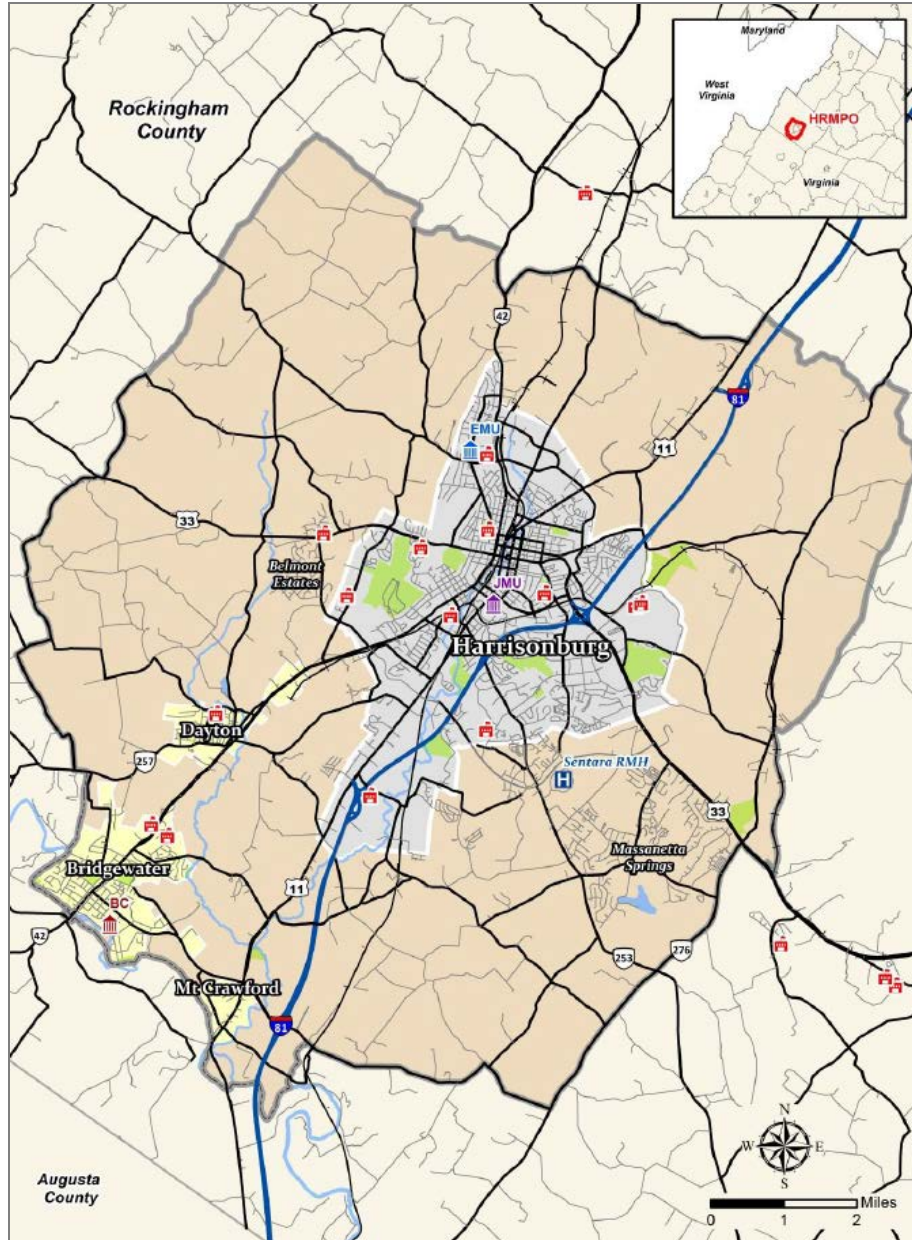 Maryland
West
Virginia
HRMPO
Virginia
Rockingham
County
42
81
11
EMU
33
Belmont
Estates
JMU
Harrisonburg
Dayton
257
Sentara RMH
H
33
Massanetta
Springs
Bridgewater
11
BC
42
253
276
Mt Crawford
81
N
W
E
S
Augusta
County
Miles
0
1
2